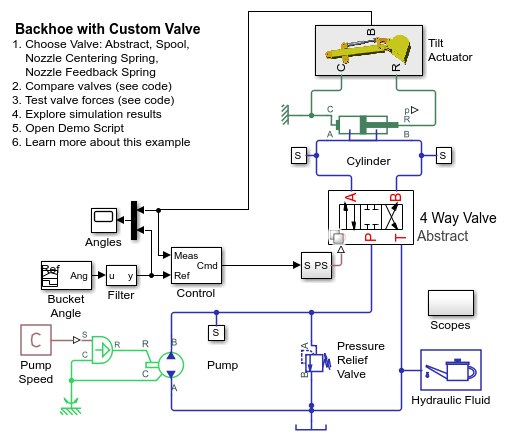 Backhoe with Custom Valve
1. Choose Valve: Abstract, Spool,
Nozzle Centering Spring,
Nozzle Feedback Spring
2. Compare valves (see code)
3. Test valve forces (see code)
4. Explore simulation results
5. Open Demo Script
6. Learn more about this example
B
C
R
Tilt
Actuator
C
p
R
A
B
S
Cylinder
S
A
B
P
T
4 Way Valve
Abstract
Angles
Meas
Ref
Cmd
Control
S PS
Ref
Ang
Bucket
Angle
u y
Filter
Scopes
C
Pump
Speed
S
R
C
R
C
B
A
S
Pump
A
B
Pressure
Relief
Valve
Hydraulic Fluid